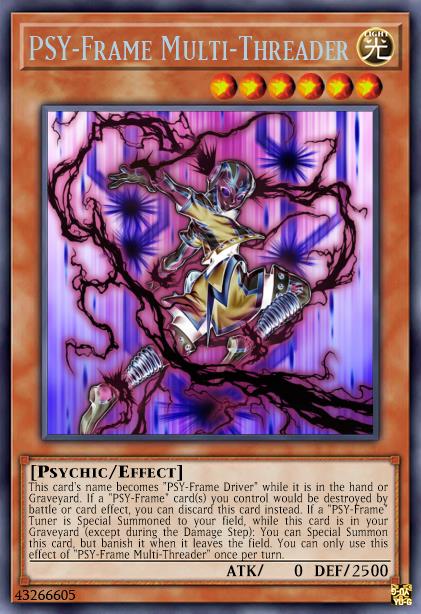 PSY-FRAME MULTI-THREADER
LIGHT
光
[PSYCHIC/EFFECT]
This card's name becomes "PSY-Frame Driver" while it is in the hand or
Graveyard. If a "PSY-Frame" card(s) you control would be destroyed by
battle or card effect, you can discard this card instead. If a "PSY-Frame"
Tuner is Special Summoned to your field, while this card is in your
Graveyard (except during the Damage Step): You can Special Summon
this card, but banish it when it leaves the field. You can only use this
effect of "PSY-Frame Multi-Threader" once per turn.
ATK/ 0 DEF/2500
43266605